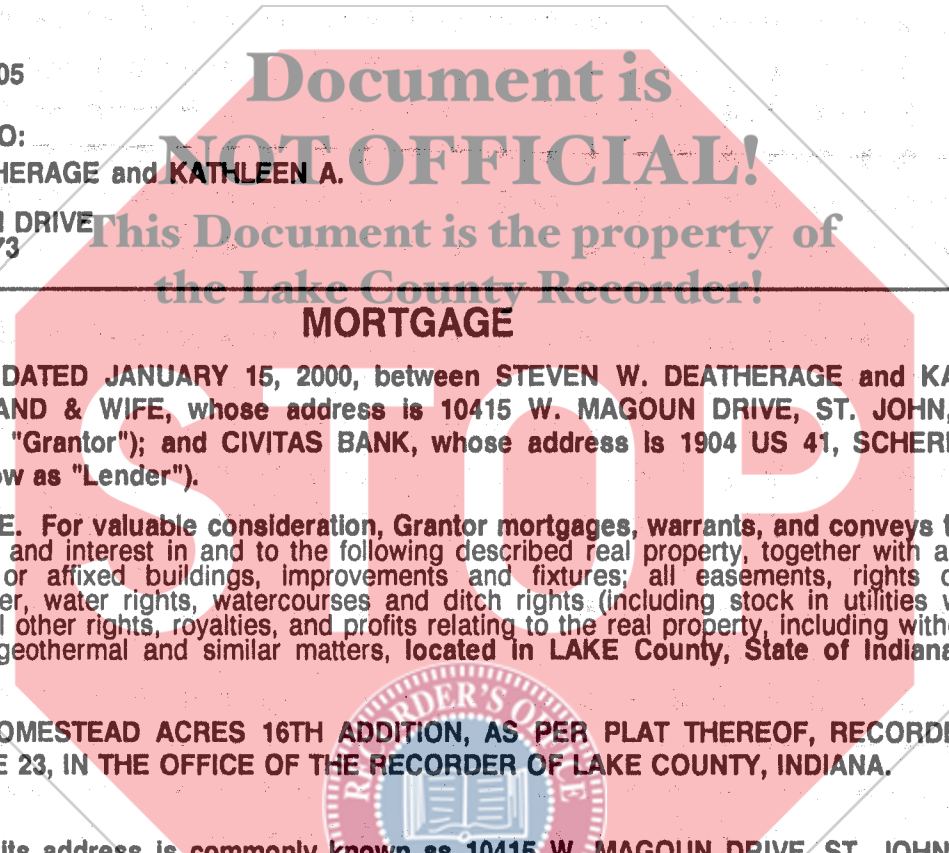 Document is
05
NOT OFFICIAL!
O:
HERAGE and KATHLEEN A.
DRIVE
This Document is the property of
73
the Lake County Recorder!
MORTGAGE
DATED JANUARY 15, 2000, between STEVEN W. DEATHERAGE and KA
AND & WIFE, whose address is 10415 W. MAGOUN DRIVE, ST. JOHN,
"Grantor"); and CIVITAS BANK, whose address is 1904 US 41, SCHER
ow as "Lender").
E. For valuable consideration, Grantor mortgages, warrants, and conveys
and interest in and to the following described real property, together with a
or affixed buildings, improvements and fixtures; all easements, rights
er, water rights, watercourses and ditch rights (including stock in utilities
other rights, royalties, and profits relating to the real property, including with
geothermal and similar matters, located in LAKE County, State of Indiana
STOP
OMESTEAD ACRES 16TH ADDITION, AS PER PLAT THEREOF, RECORD
E 23, IN THE OFFICE OF THE RECORDER OF LAKE COUNTY, INDIANA.
RECORDER'S OFFICE
its address is commonly known as 10415 W. MAGOUN DRIVE, ST. JOHN